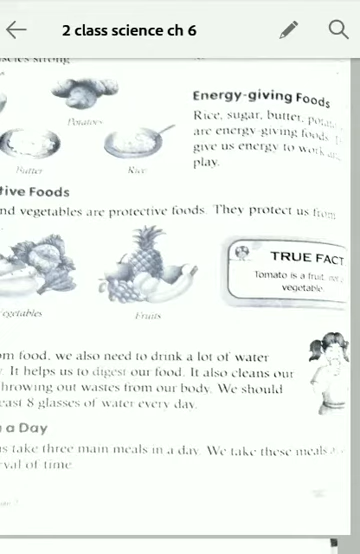 2 class science ch 6
scles strong
Energy-giving Foods
Potatoes
Rice, sugar, butter,
are energy-giving foods.
give us energy to work
play.
Butter
Rice
tive Foods
nd vegetables are protective foods. They protect us from
TRUE FACT
Tomato is a fruit
vegetable.
egetables
Fruits
om food, we also need to drink a lot of water
. It helps us to digest our food. It also cleans our
hrowing out wastes from our body. We should
east 8 glasses of water every day.
a Day
us take three main meals in a day. We take these meals
rval of time.